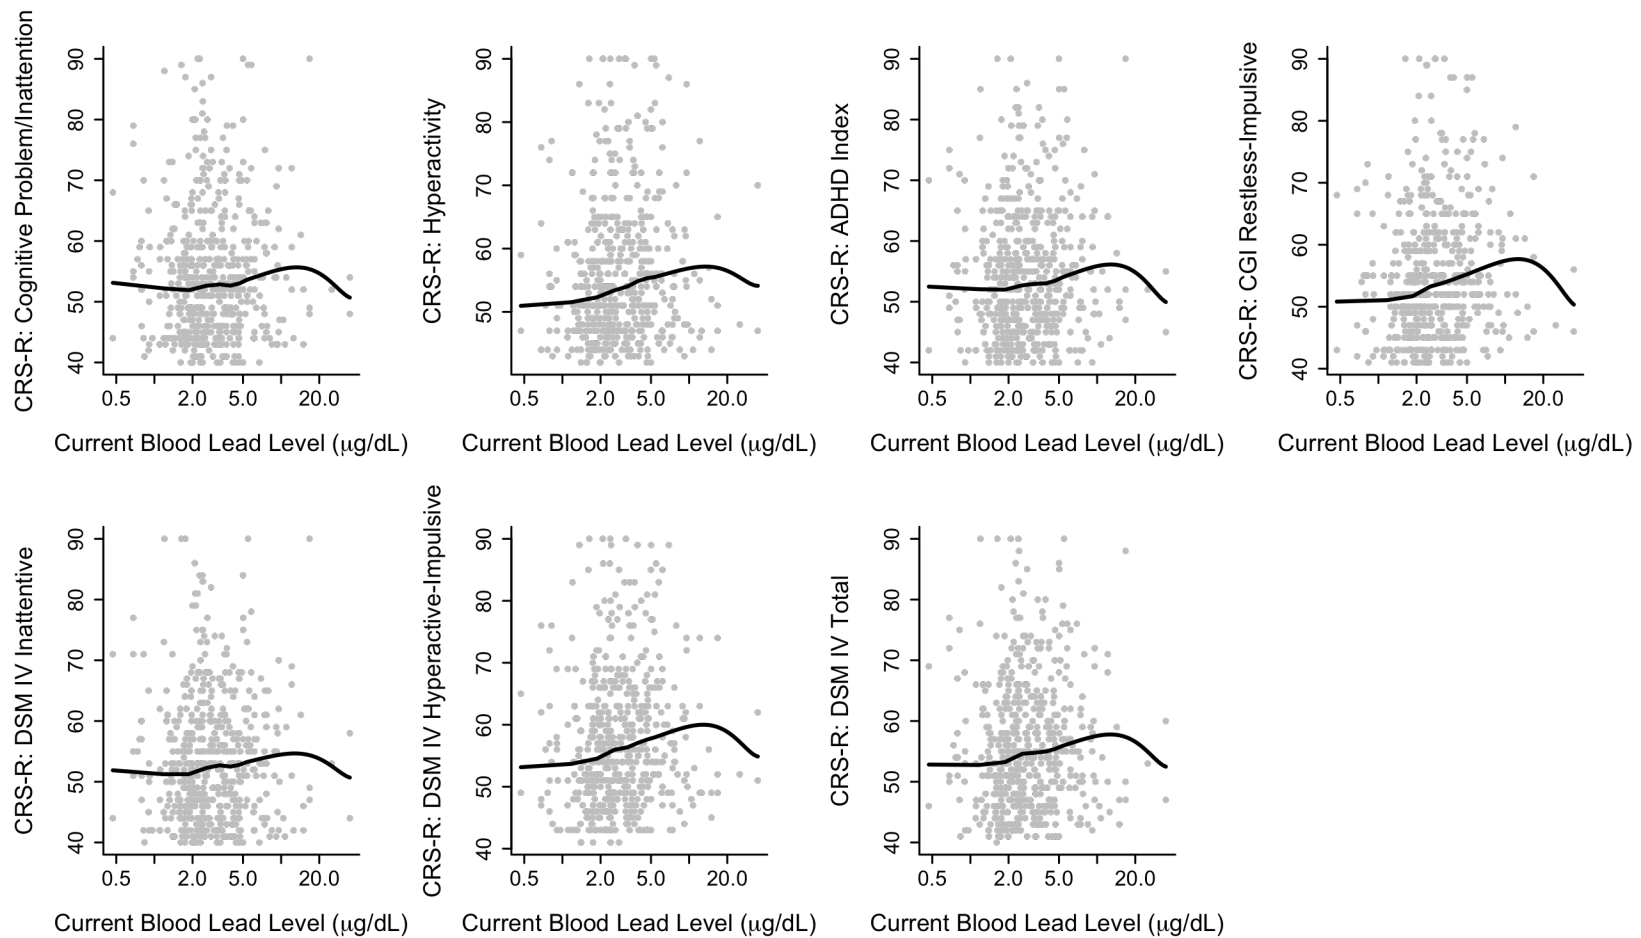 CRS-R: Cognitive Problem/Inattention
90
80
70
60
50
40
0.5 2.0 5.0 20.0
Current Blood Lead Level (μg/dL)
CRS-R: Hyperactivity
90
80
70
60
50
0.5 2.0 5.0 20.0
Current Blood Lead Level (μg/dL)
CRS-R: ADHD Index
90
80
70
60
50
40
0.5 2.0 5.0 20.0
Current Blood Lead Level (μg/dL)
CRS-R: CGI Restless-Impulsive
90
80
70
60
50
40
0.5 2.0 5.0 20.0
Current Blood Lead Level (μg/dL)
CRS-R: DSM IV Inattentive
90
80
70
60
50
40
0.5 2.0 5.0 20.0
Current Blood Lead Level (μg/dL)
CRS-R: DSM IV Hyperactive-Impulsive
90
80
70
60
50
40
0.5 2.0 5.0 20.0
Current Blood Lead Level (μg/dL)
CRS-R: DSM IV Total
90
80
70
60
50
40
0.5 2.0 5.0 20.0
Current Blood Lead Level (μg/dL)